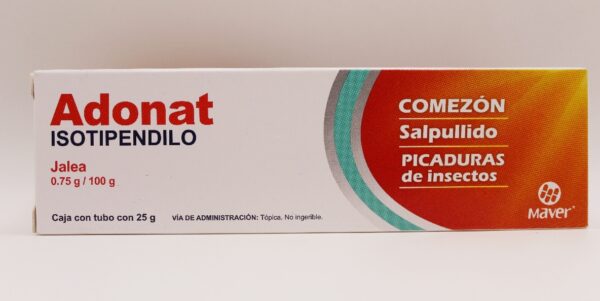 Adonat
ISOTIPENDILO
Jalea
0.75 g / 100 g
Caja con tubo con 25 g
VÍA DE ADMINISTRACIÓN: Tópica. No ingerible.
COMEZÓN
Salpullido
PICADURAS
de insectos
Maver®